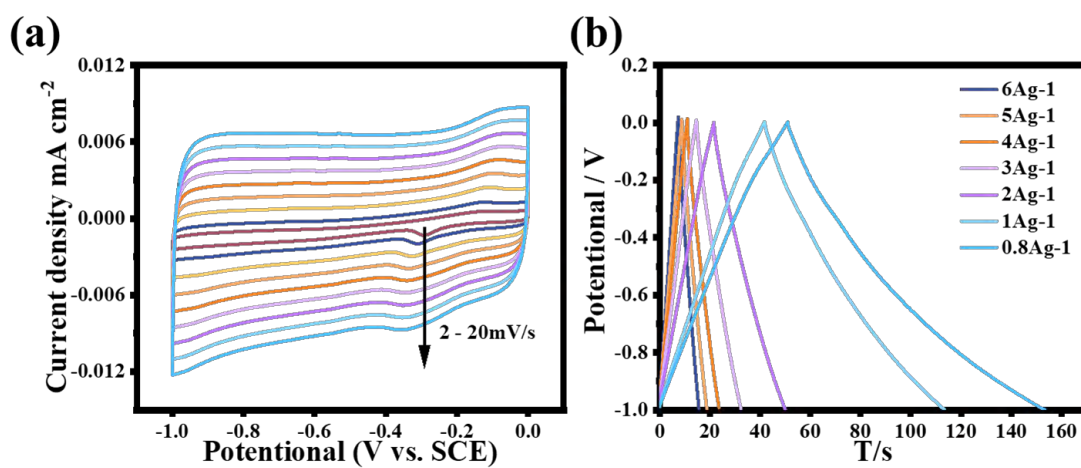 (a)
Current density mA cm-2
0.012
0.006
0.000
-0.006
-0.012
2 - 20mV/s
-1.0 -0.8 -0.6 -0.4 -0.2 0.0
Potentional (V vs. SCE)
(b)
Potentional / V
0.2
0.0
-0.2
-0.4
-0.6
-0.8
-1.0
6Ag-1
5Ag-1
4Ag-1
3Ag-1
2Ag-1
1Ag-1
0.8Ag-1
0 20 40 60 80 100 120 140 160
T/s